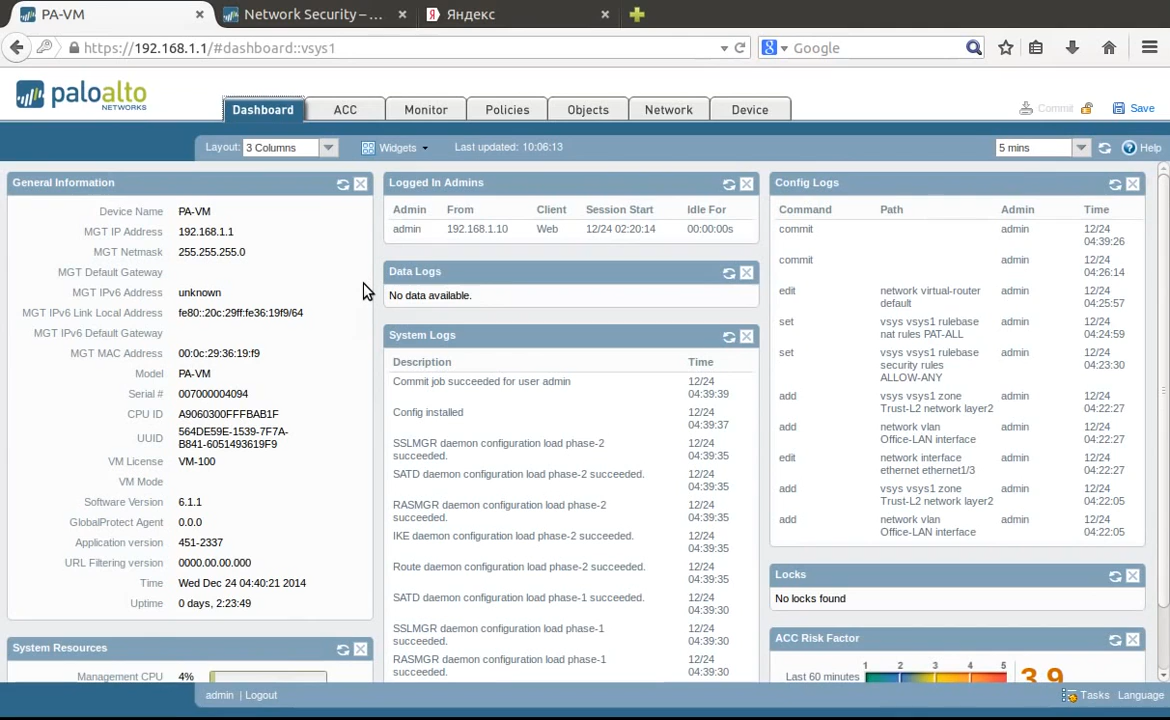 PA-VM
Network Security – ...
Яндекс
https://192.168.1.1/#dashboard::vsys1
Google
paloalto
NETWORKS
Dashboard
ACC
Monitor
Policies
Objects
Network
Device
Commit
Save
Layout: 3 Columns
Widgets
Last updated: 10:06:13
5 mins
Help
General Information
Device Name PA-VM
MGT IP Address 192.168.1.1
MGT Netmask 255.255.255.0
MGT Default Gateway
MGT IPv6 Address unknown
MGT IPv6 Link Local Address fe80::20c:29ff:fe36:19f9/64
MGT IPv6 Default Gateway
MGT MAC Address 00:0c:29:36:19:f9
Model PA-VM
Serial # 007000004094
CPU ID A9060300FFFBAB1F
UUID 564DE59E-1539-7F7A-
B841-6051493619F9
VM License VM-100
VM Mode
Software Version 6.1.1
GlobalProtect Agent 0.0.0
Application version 451-2337
URL Filtering version 0000.00.00.000
Time Wed Dec 24 04:40:21 2014
Uptime 0 days, 2:23:49
System Resources
Management CPU 4%
Logged In Admins
Admin From Client Session Start Idle For
admin 192.168.1.10 Web 12/24 02:20:14 00:00:00s
Data Logs
No data available.
System Logs
Description Time
Commit job succeeded for user admin 12/24
04:39:39
Config installed 12/24
04:39:37
SSLMGR daemon configuration load phase-2 12/24
succeeded. 04:39:35
SATD daemon configuration load phase-2 succeeded. 12/24
04:39:35
RASMGR daemon configuration load phase-2 12/24
succeeded. 04:39:35
IKE daemon configuration load phase-2 succeeded. 12/24
04:39:35
Route daemon configuration load phase-2 succeeded. 12/24
04:39:35
SATD daemon configuration load phase-1 succeeded. 12/24
04:39:30
SSLMGR daemon configuration load phase-1 12/24
succeeded. 04:39:30
RASMGR daemon configuration load phase-1 12/24
succeeded. 04:39:30
Config Logs
Command Path Admin Time
commit admin 12/24
04:39:26
commit admin 12/24
04:26:14
edit network virtual-router admin 12/24
default 04:25:57
set vsys vsys1 rulebase admin 12/24
nat rules PAT-ALL 04:24:59
set vsys vsys1 rulebase admin 12/24
security rules 04:23:30
ALLOW-ANY
add vsys vsys1 zone admin 12/24
Trust-L2 network layer2 04:22:27
add network vlan admin 12/24
Office-LAN interface 04:22:27
edit network interface admin 12/24
ethernet ethernet1/3 04:22:27
add vsys vsys1 zone admin 12/24
Trust-L2 network layer2 04:22:05
add network vlan admin 12/24
Office-LAN interface 04:22:05
Locks
No locks found
ACC Risk Factor
1 2 3 4 5
Last 60 minutes 3.9
admin | Logout
Tasks
Language